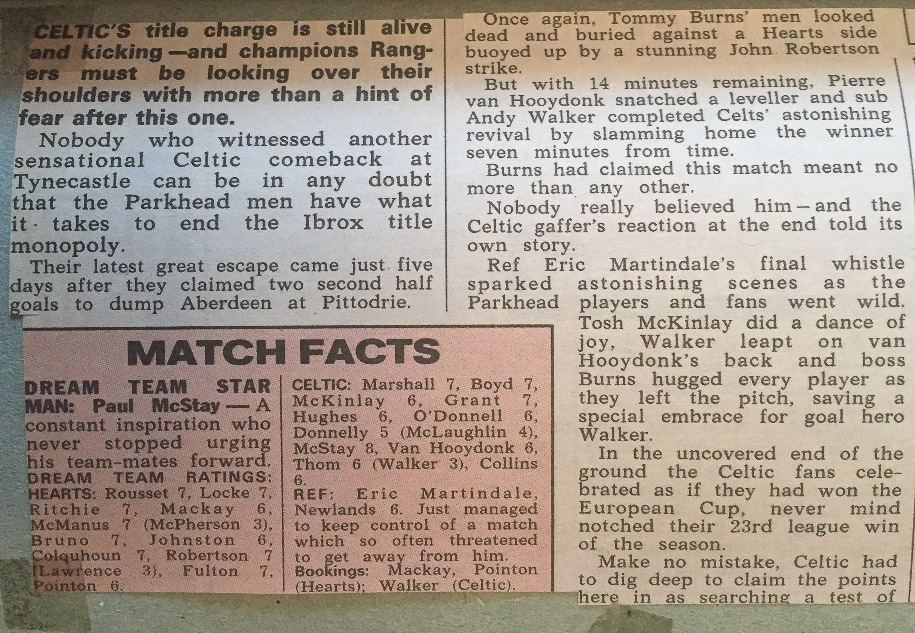 CELTIC'S title charge is still alive
and kicking — and champions Rang-
ers must be looking over their
shoulders with more than a hint of
fear after this one.
Nobody who witnessed another
sensational Celtic comeback at
Tynecastle can be in any doubt
that the Parkhead men have what
it takes to end the Ibrox title
monopoly.
Their latest great escape came just five
days after they claimed two second half
goals to dump Aberdeen at Pittodrie.
Once again, Tommy Burns' men looked
dead and buried against a Hearts side
buoyed up by a stunning John Robertson
strike.
But with 14 minutes remaining, Pierre
van Hooydonk snatched a leveller and sub
Andy Walker completed Celts' astonishing
revival by slamming home the winner
seven minutes from time.
Burns had claimed this match meant no
more than any other.
Nobody really believed him — and the
Celtic gaffer's reaction at the end told its
own story.
Ref Eric Martindale's final whistle
sparked astonishing scenes as the
Parkhead players and fans went wild.
Tosh McKinlay did a dance of
joy, Walker leapt on van
Hooydonk's back and boss
Burns hugged every player as
they left the pitch, saving a
special embrace for goal hero
Walker.
In the uncovered end of the
ground the Celtic fans cele-
brated as if they had won the
European Cup, never mind
notched their 23rd league win
of the season.
Make no mistake, Celtic had
to dig deep to claim the points
here in as searching a test of
MATCH FACTS
DREAM TEAM STAR
MAN: Paul McStay — A
constant inspiration who
never stopped urging
his team-mates forward.
DREAM TEAM RATINGS:
HEARTS: Rousset 7, Locke 7,
Ritchie 7, Mackay 6,
McManus 7 (McPherson 3),
Bruno 7, Johnston 6,
Colquhoun 7, Robertson 7
(Lawrence 3), Fulton 7,
Pointon 6.
CELTIC: Marshall 7, Boyd 7,
McKinlay 6, Grant 7,
Hughes 6, O'Donnell 6,
Donnelly 5 (McLaughlin 4),
McStay 8, Van Hooydonk 6,
Thom 6 (Walker 3), Collins
6.
REF: Eric Martindale,
Newlands 6. Just managed
to keep control of a match
which so often threatened
to get away from him.
Bookings: Mackay, Pointon
(Hearts); Walker (Celtic).